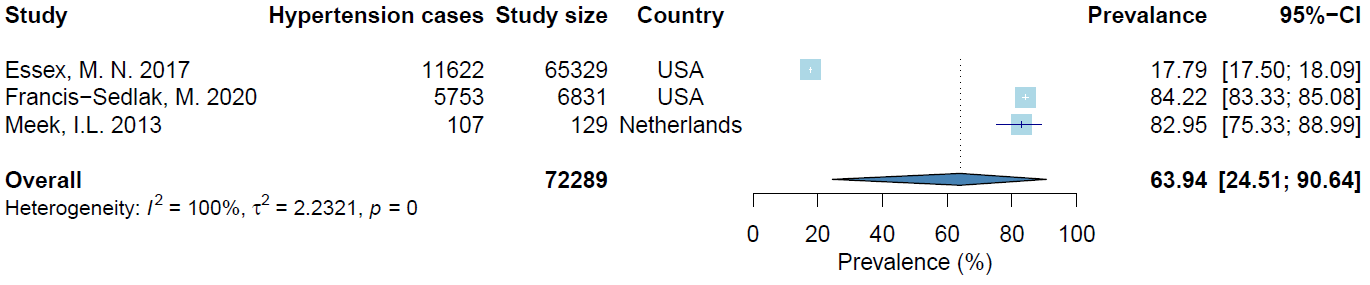 Study Hypertension cases Study size Country Prevalance 95%−CI
Essex, M. N. 2017 11622 65329 USA 17.79 [17.50; 18.09]
Francis−Sedlak, M. 2020 5753 6831 USA 84.22 [83.33; 85.08]
Meek, I.L. 2013 107 129 Netherlands 82.95 [75.33; 88.99]
Overall 72289 63.94 [24.51; 90.64]
Heterogeneity: I² = 100%, τ² = 2.2321, p = 0
0 20 40 60 80 100
Prevalence (%)